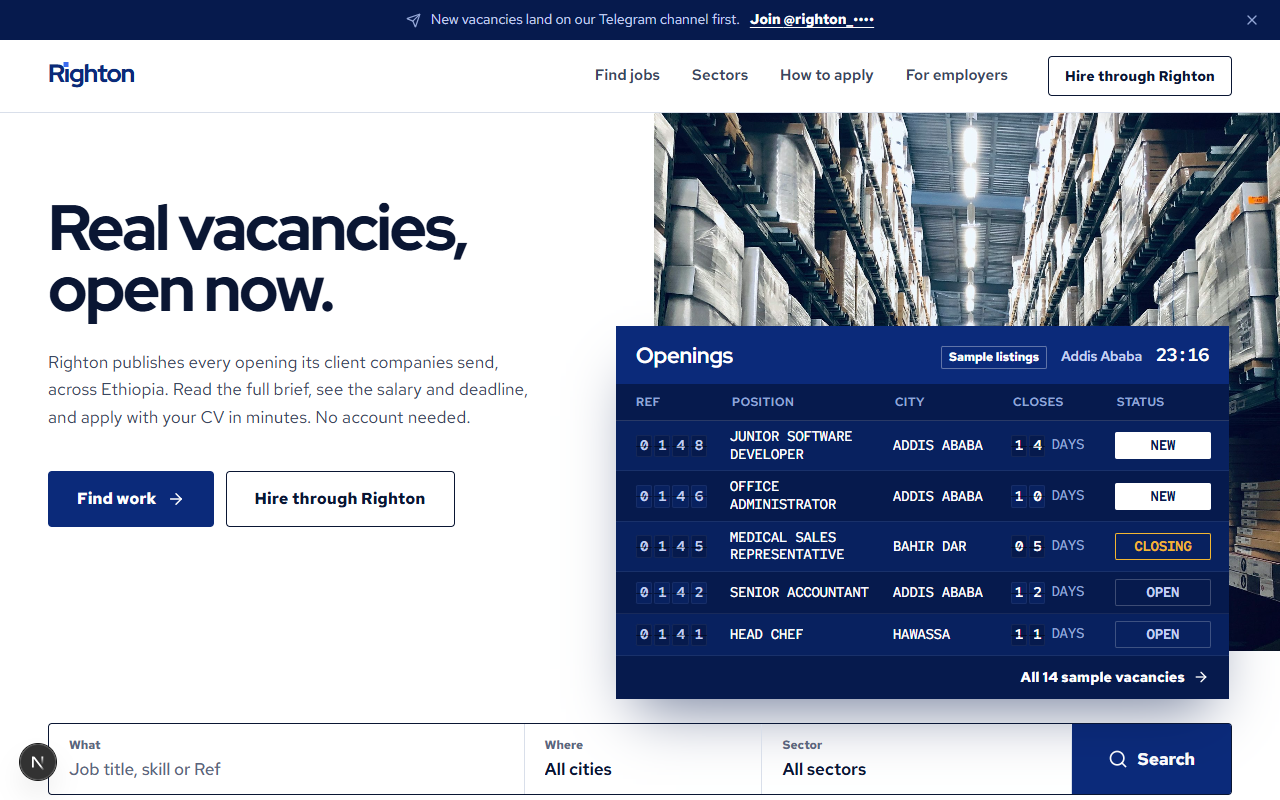 New vacancies land on our Telegram channel first. Join @righton_••••
Righton
Find jobs
Sectors
How to apply
For employers
Hire through Righton
Real vacancies,
open now.
Righton publishes every opening its client companies send,
across Ethiopia. Read the full brief, see the salary and deadline,
and apply with your CV in minutes. No account needed.
Find work
Hire through Righton
Openings
Sample listings
Addis Ababa 23:16
REF POSITION CITY CLOSES STATUS
0148 JUNIOR SOFTWARE DEVELOPER ADDIS ABABA 14 DAYS NEW
0146 OFFICE ADMINISTRATOR ADDIS ABABA 10 DAYS NEW
0145 MEDICAL SALES REPRESENTATIVE BAHIR DAR 05 DAYS CLOSING
0142 SENIOR ACCOUNTANT ADDIS ABABA 12 DAYS OPEN
0141 HEAD CHEF HAWASSA 11 DAYS OPEN
All 14 sample vacancies
What
Job title, skill or Ref
Where
All cities
Sector
All sectors
Search
N